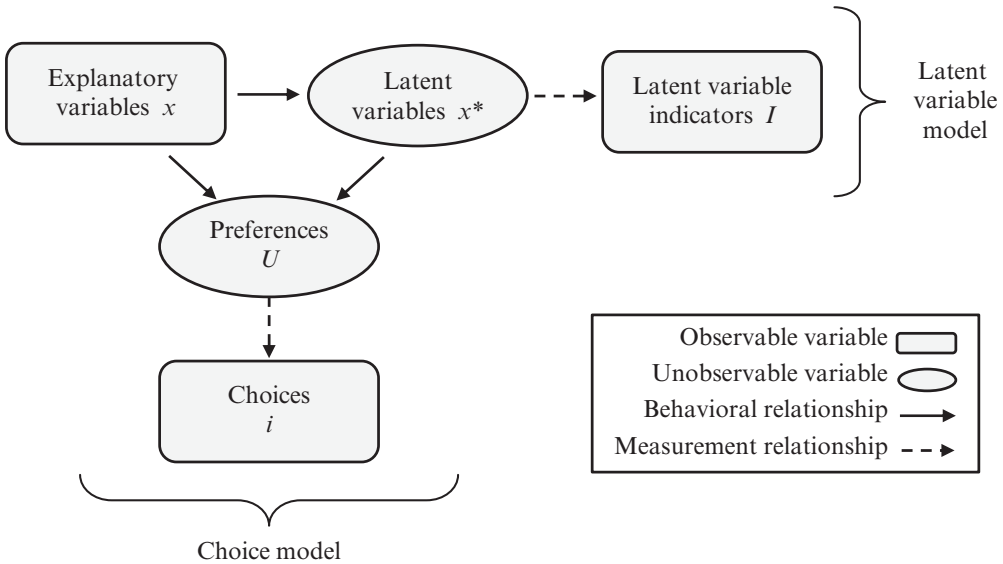 Explanatory
variables x
Latent
variables x*
Latent variable
indicators I
Latent
variable
model
Preferences
U
Choices
i
Choice model
Observable variable
Unobservable variable
Behavioral relationship
Measurement relationship